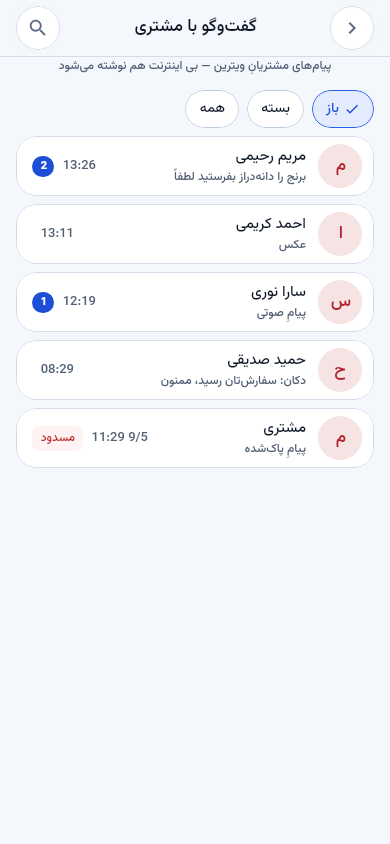 گفت‌وگو با مشتری
پیام‌های مشتریانِ ویترین — بی اینترنت هم نوشته می‌شود
باز
بسته
همه
م
مریم رحیمی
13:26
2
برنج را دانه‌دراز بفرستید لطفاً
ا
احمد کریمی
13:11
عکس
س
سارا نوری
12:19
1
پیام صوتی
ح
حمید صدیقی
08:29
دکان: سفارش‌تان رسید، ممنون
م
مشتری
11:29 9/5
مسدود
پیامِ پاک‌شده